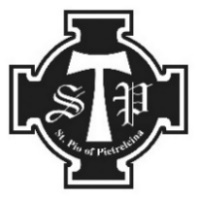 S P
St. Pio of Pietrelcina